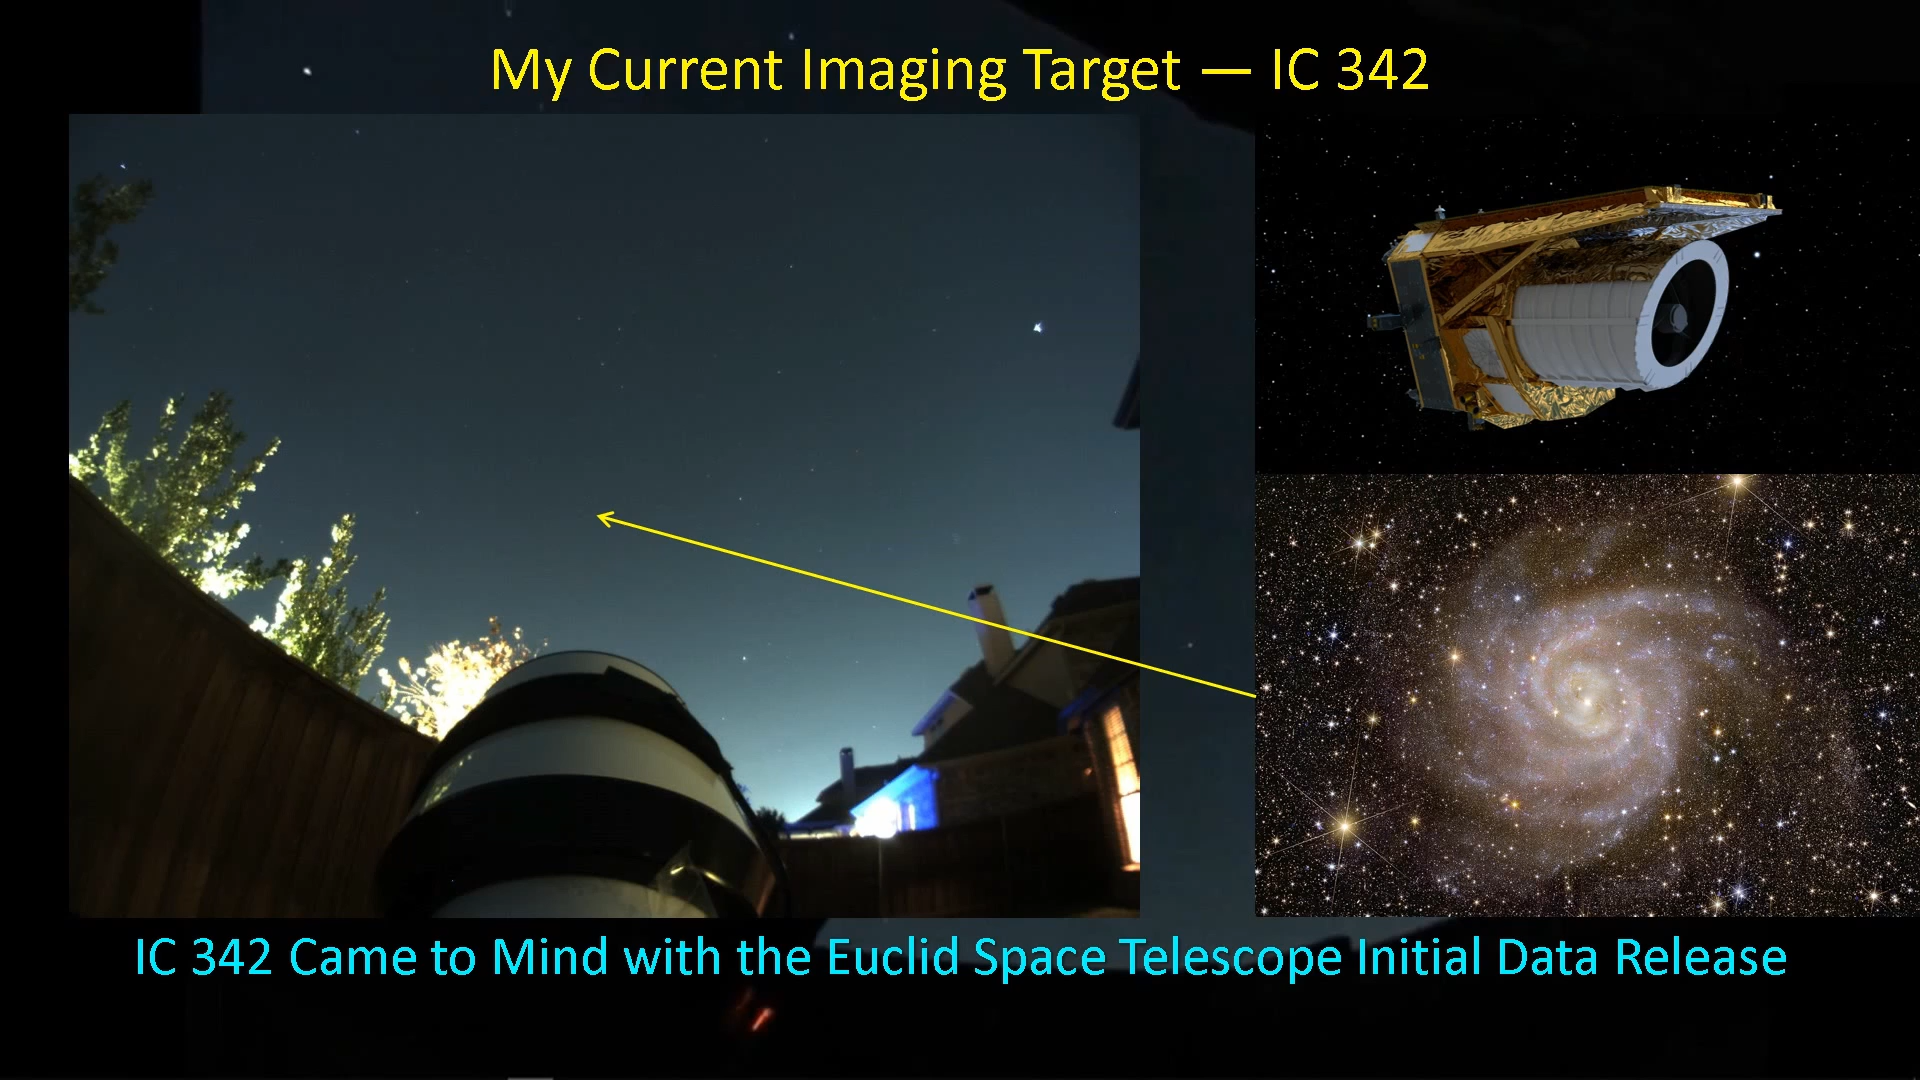 My Current Imaging Target — IC 342
IC 342 Came to Mind with the Euclid Space Telescope Initial Data Release